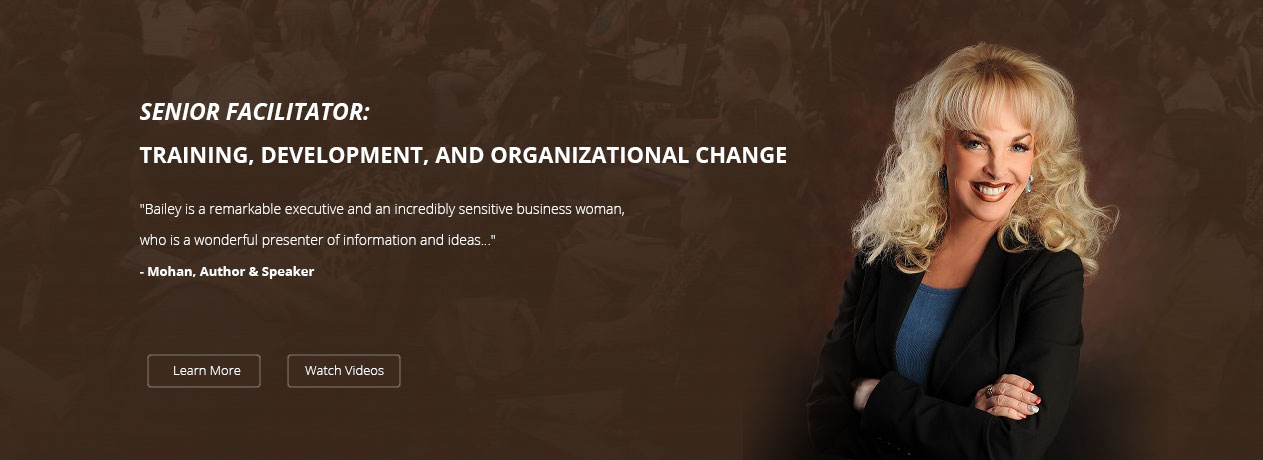 SENIOR FACILITATOR:
TRAINING, DEVELOPMENT, AND ORGANIZATIONAL CHANGE
"Bailey is a remarkable executive and an incredibly sensitive business woman,
who is a wonderful presenter of information and ideas..."
- Mohan, Author & Speaker
Learn More
Watch Videos